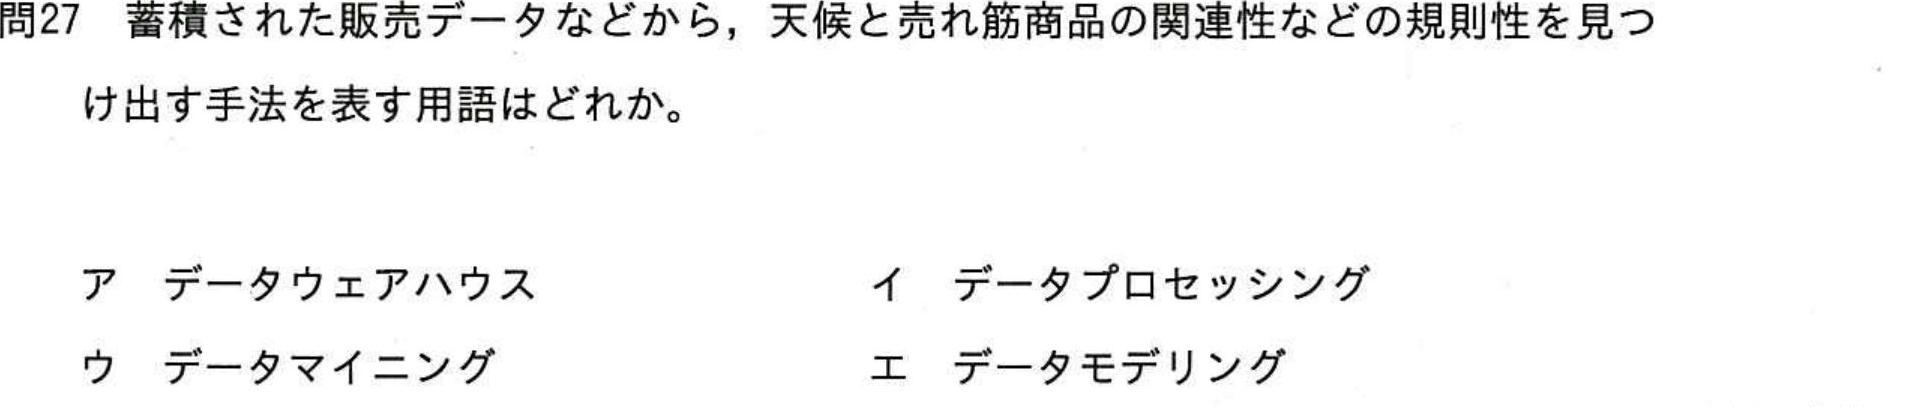 問27　蓄積された販売データなどから，天候と売れ筋商品の関連性などの規則性を見つ
け出す手法を表す用語はどれか。
ア　データウェアハウス　イ　データプロセッシング
ウ　データマイニング　エ　データモデリング